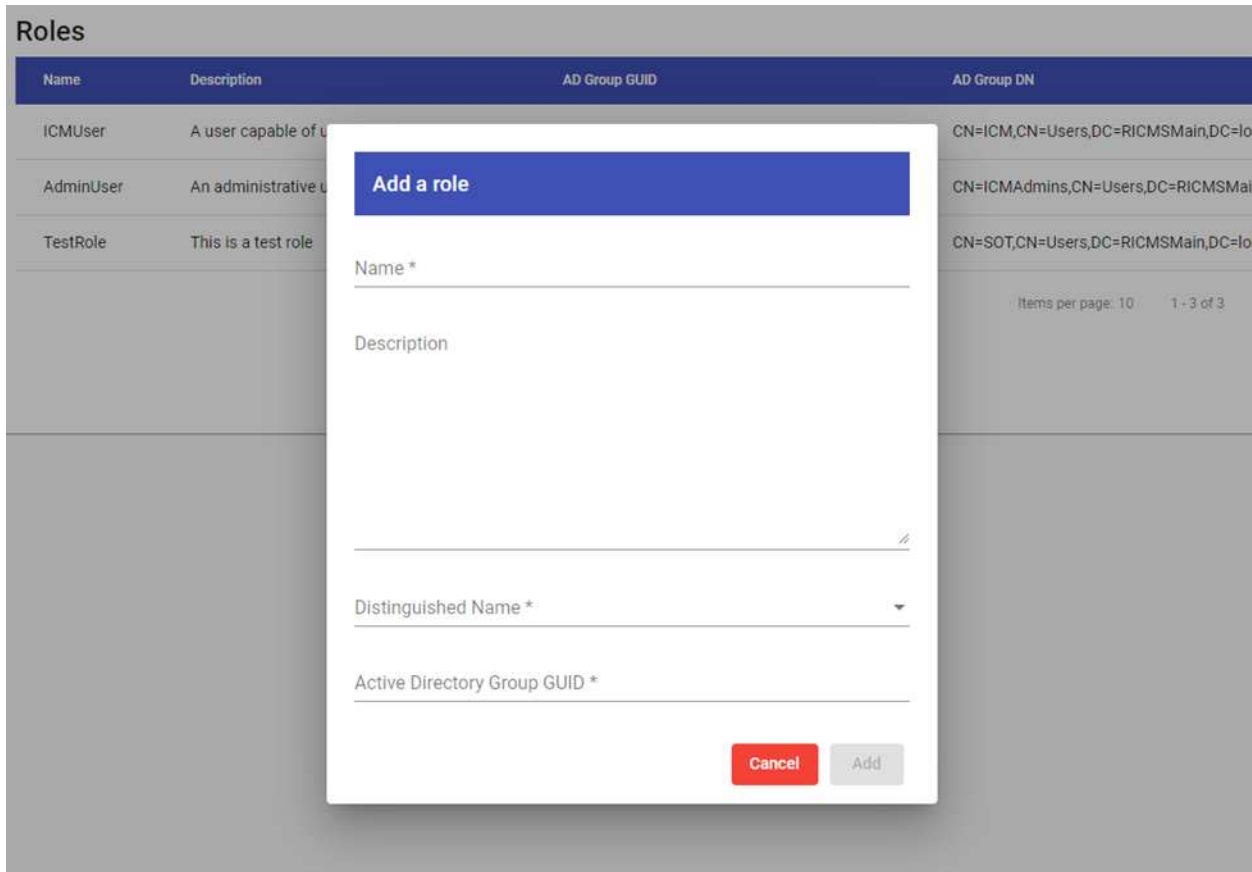 Roles
Name Description AD Group GUID AD Group DN
ICMUser A user capable of u CN=ICM,CN=Users,DC=RICMSMain,DC=lo
AdminUser An administrative u CN=ICMAdmins,CN=Users,DC=RICMSMai
TestRole This is a test role CN=SOT,CN=Users,DC=RICMSMain,DC=lo
Items per page: 10 1 - 3 of 3
Add a role
Name *
Description
Distinguished Name *
Active Directory Group GUID *
Cancel Add